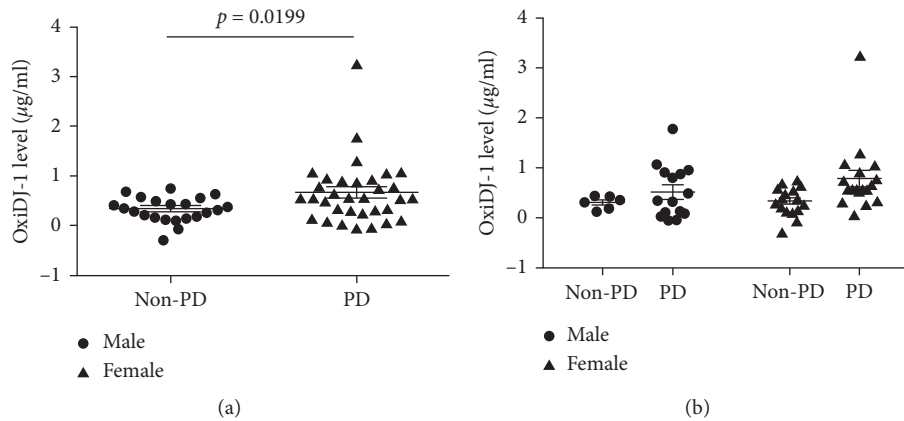 p = 0.0199
4
3
2
1
0
–1
OxiDJ-1 level (μg/ml)
Non-PD
PD
Male
Female
(a)
4
3
2
1
0
–1
OxiDJ-1 level (μg/ml)
Non-PD
PD
Non-PD
PD
Male
Female
(b)